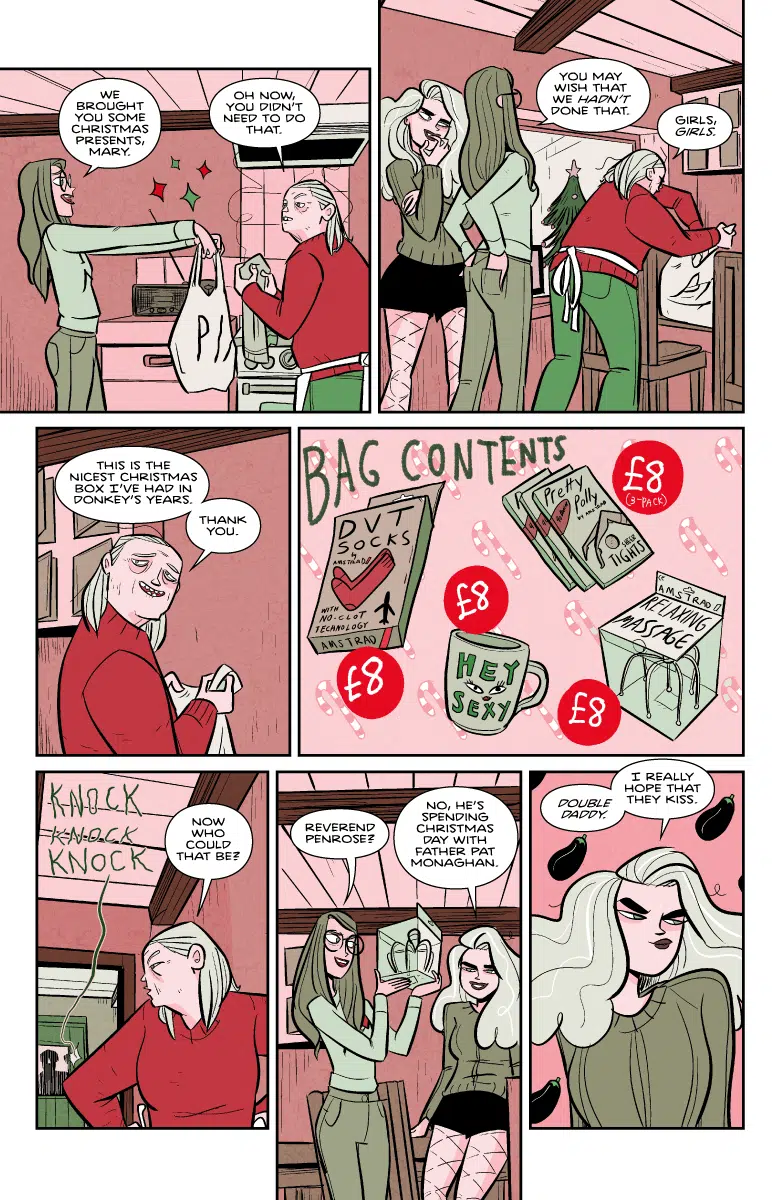 WE
BROUGHT
YOU SOME
CHRISTMAS
PRESENTS,
MARY.
OH NOW,
YOU DIDN'T
NEED TO DO
THAT.
P//
YOU MAY
WISH THAT
WE HADN'T
DONE THAT.
GIRLS,
GIRLS.
THIS IS THE
NICEST CHRISTMAS
BOX I'VE HAD IN
DONKEY'S YEARS.
THANK
YOU.
BAG CONTENTS
DVT
SOCKS
by
AMSTRAD
WITH
NO-CLOT
TECHNOLOGY
AMSTRAD
£8
Pretty
Polly
by AMSTRAD
SHEER
TIGHTS
£8
(3-PACK)
£8
HEY
SEXY
AMSTRAD
RELAXING
MASSAGE
£8
KNOCK
KNOCK
KNOCK
NOW
WHO
COULD
THAT BE?
REVEREND
PENROSE?
NO, HE'S
SPENDING
CHRISTMAS
DAY WITH
FATHER PAT
MONAGHAN.
DOUBLE
DADDY.
I REALLY
HOPE THAT
THEY KISS.